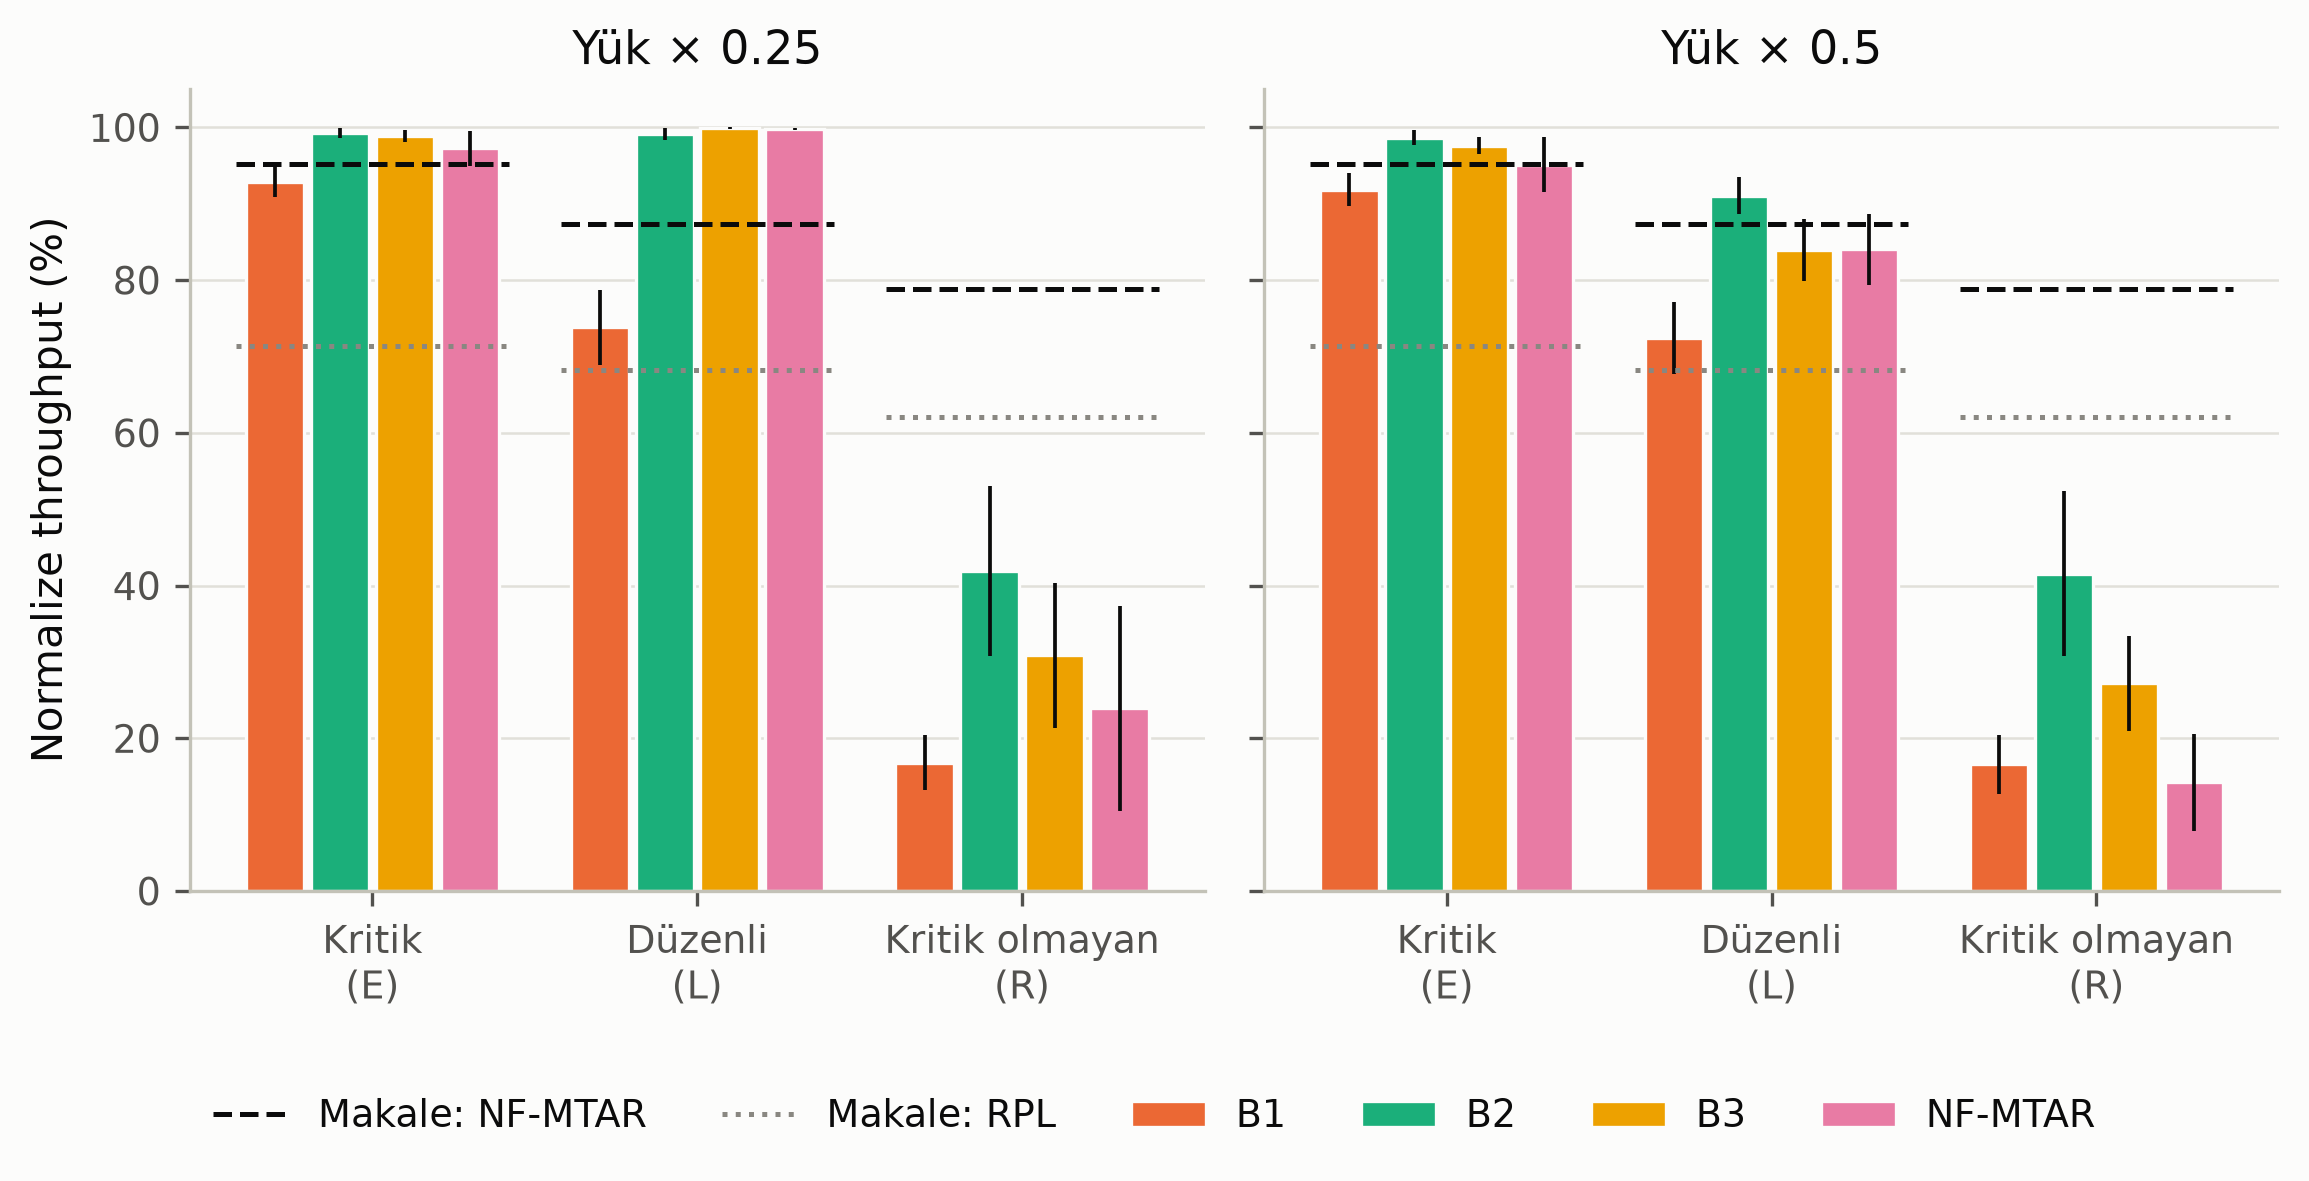 Yük × 0.25
Yük × 0.5
Normalize throughput (%)
100
80
60
40
20
0
Kritik
(E)
Düzenli
(L)
Kritik olmayan
(R)
Kritik
(E)
Düzenli
(L)
Kritik olmayan
(R)
Makale: NF-MTAR
Makale: RPL
B1
B2
B3
NF-MTAR